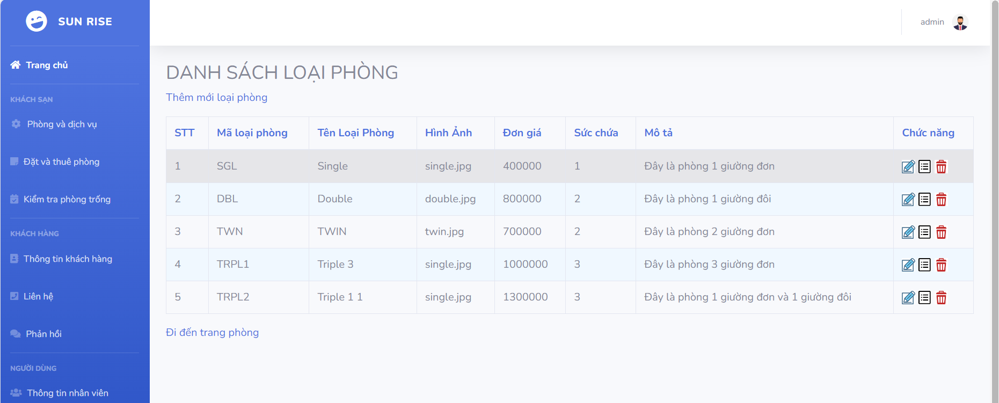 SUN RISE
admin
Trang chủ
KHÁCH SẠN
Phòng và dịch vụ
Đặt và thuê phòng
Kiểm tra phòng trống
KHÁCH HÀNG
Thông tin khách hàng
Liên hệ
Phản hồi
NGƯỜI DÙNG
Thông tin nhân viên
DANH SÁCH LOẠI PHÒNG
Thêm mới loại phòng
STT Mã loại phòng Tên Loại Phòng Hình Ảnh Đơn giá Sức chứa Mô tả Chức năng
1 SGL Single single.jpg 400000 1 Đây là phòng 1 giường đơn
2 DBL Double double.jpg 800000 2 Đây là phòng 1 giường đôi
3 TWN TWIN twin.jpg 700000 2 Đây là phòng 2 giường đơn
4 TRPL1 Triple 3 single.jpg 1000000 3 Đây là phòng 3 giường đơn
5 TRPL2 Triple 1 1 single.jpg 1300000 3 Đây là phòng 1 giường đơn và 1 giường đôi
Đi đến trang phòng